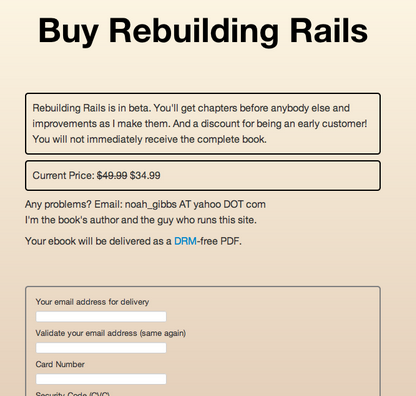 Buy Rebuilding Rails
Rebuilding Rails is in beta. You'll get chapters before anybody else and
improvements as I make them. And a discount for being an early customer!
You will not immediately receive the complete book.
Current Price: $49.99 $34.99
Any problems? Email: noah_gibbs AT yahoo DOT com
I'm the book's author and the guy who runs this site.
Your ebook will be delivered as a DRM-free PDF.
Your email address for delivery
Validate your email address (same again)
Card Number
Security Code (CVC)